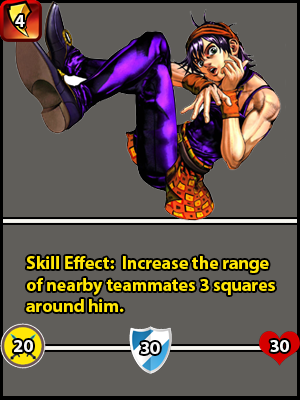 4
Skill Effect:  Increase the range
of nearby teammates 3 squares
around him.
20
30
30